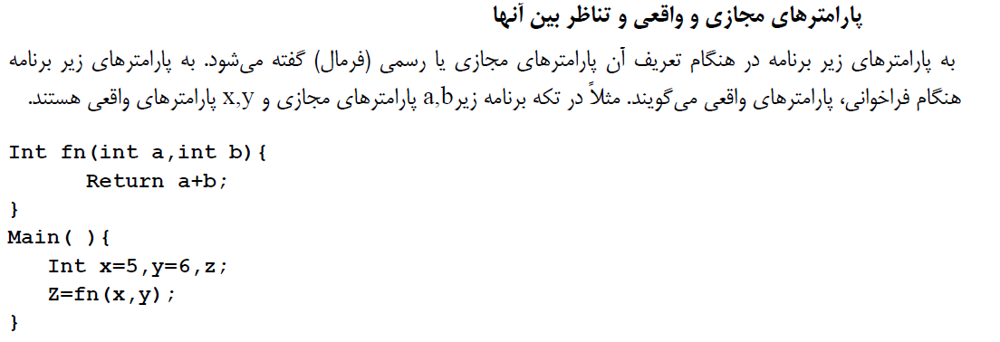 پارامترهای مجازی و واقعی و تناظر بین آنها
به پارامترهای زیر برنامه در هنگام تعریف آن پارامترهای مجازی یا رسمی (فرمال) گفته می‌شود. به پارامترهای زیر برنامه
هنگام فراخوانی، پارامترهای واقعی می‌گویند. مثلاً در تکه برنامه زیر a,b پارامترهای مجازی و x,y پارامترهای واقعی هستند.
Int fn(int a,int b){
Return a+b;
}
Main( ){
Int x=5,y=6,z;
Z=fn(x,y);
}